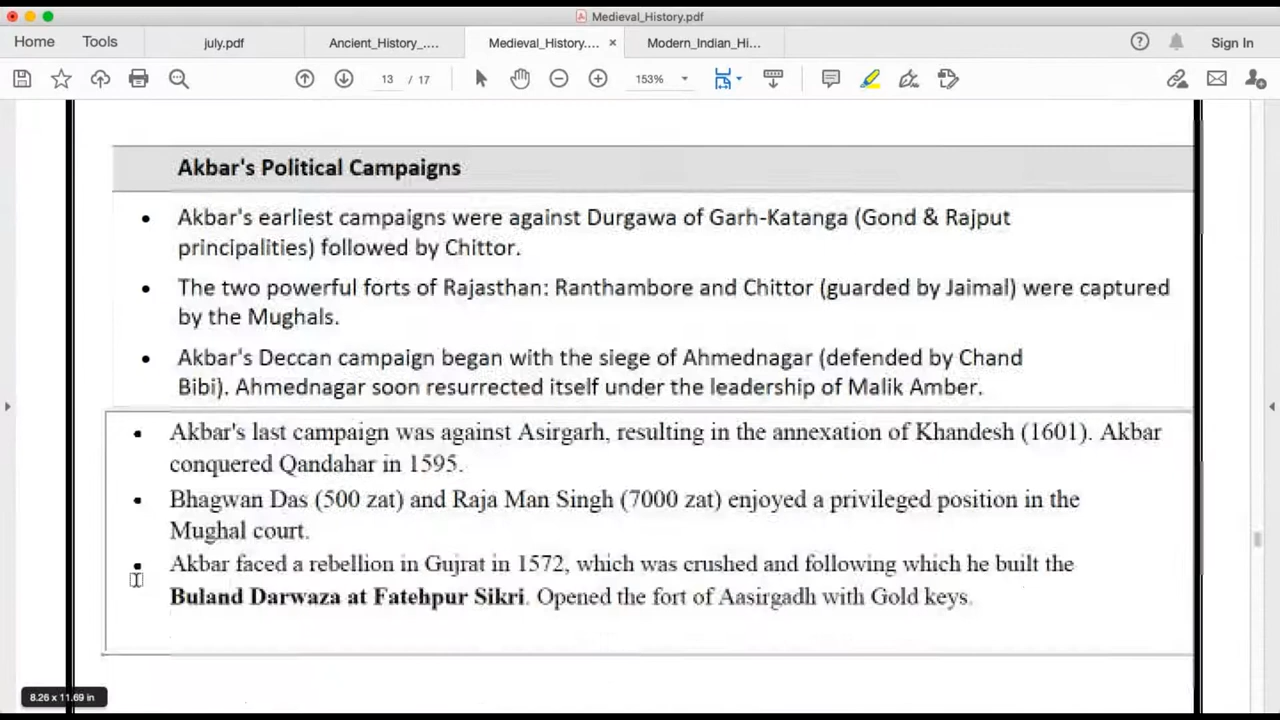 Medieval_History.pdf
Home Tools july.pdf Ancient_History_.... Medieval_History.... × Modern_Indian_Hi... Sign In
13 / 17 153%
Akbar's Political Campaigns
• Akbar's earliest campaigns were against Durgawa of Garh-Katanga (Gond & Rajput
principalities) followed by Chittor.
• The two powerful forts of Rajasthan: Ranthambore and Chittor (guarded by Jaimal) were captured
by the Mughals.
• Akbar's Deccan campaign began with the siege of Ahmednagar (defended by Chand
Bibi). Ahmednagar soon resurrected itself under the leadership of Malik Amber.
• Akbar's last campaign was against Asirgarh, resulting in the annexation of Khandesh (1601). Akbar
conquered Qandahar in 1595.
• Bhagwan Das (500 zat) and Raja Man Singh (7000 zat) enjoyed a privileged position in the
Mughal court.
• Akbar faced a rebellion in Gujrat in 1572, which was crushed and following which he built the
Buland Darwaza at Fatehpur Sikri. Opened the fort of Aasirgadh with Gold keys.
8.26 x 11.69 in